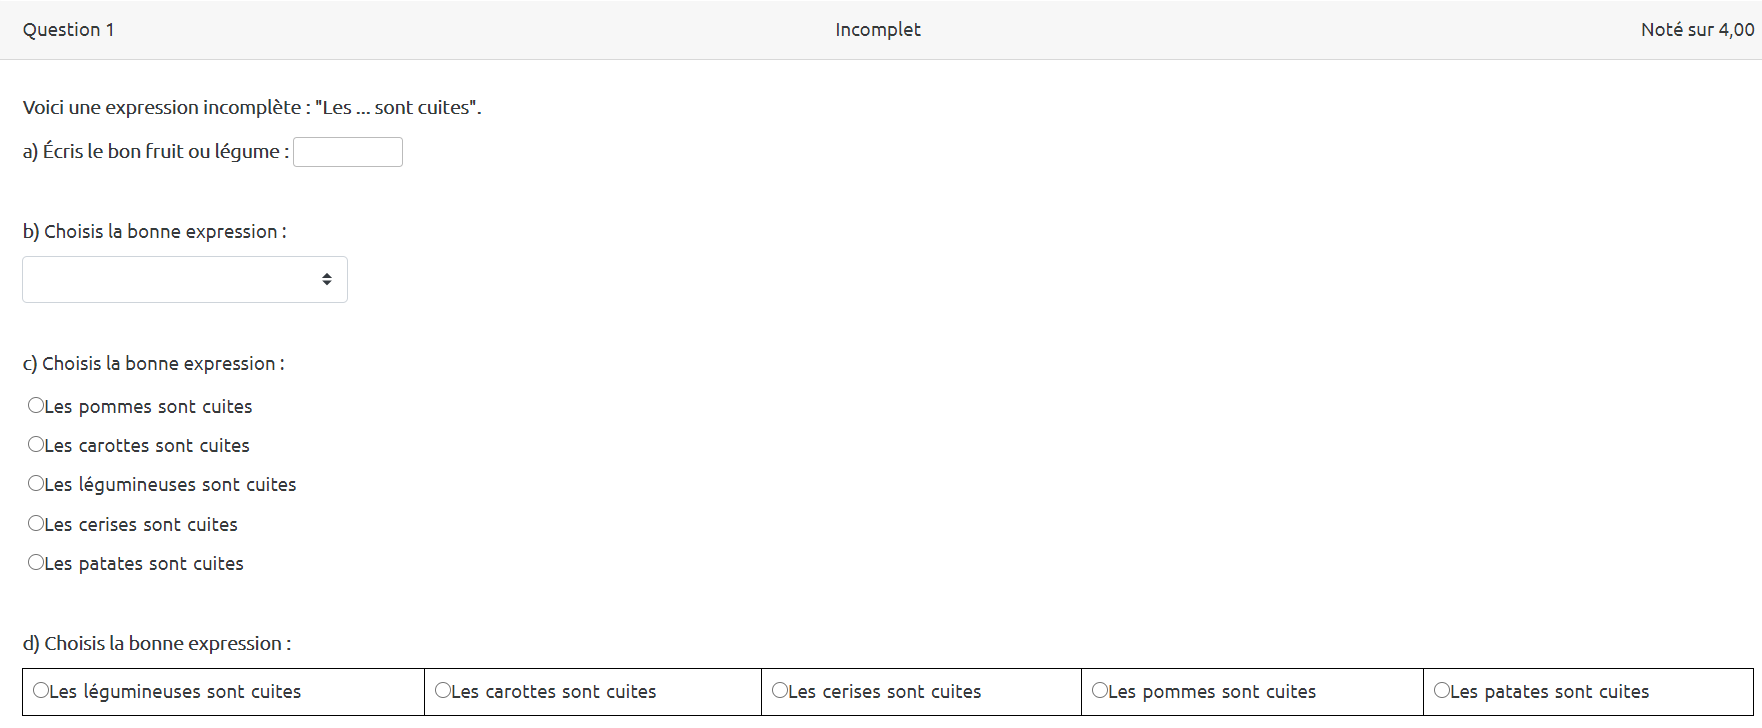 Question 1 Incomplet Noté sur 4,00
Voici une expression incomplète : "Les ... sont cuites".
a) Écris le bon fruit ou légume :
b) Choisis la bonne expression :
c) Choisis la bonne expression :
Les pommes sont cuites
Les carottes sont cuites
Les légumineuses sont cuites
Les cerises sont cuites
Les patates sont cuites
d) Choisis la bonne expression :
Les légumineuses sont cuites Les carottes sont cuites Les cerises sont cuites Les pommes sont cuites Les patates sont cuites